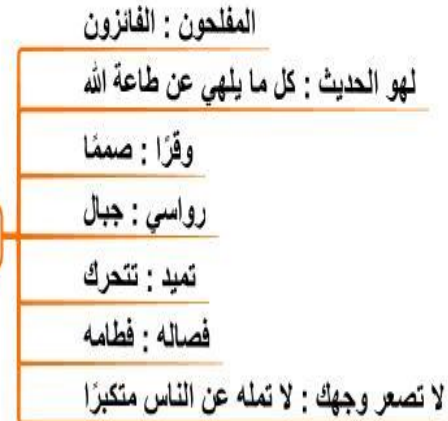 المفلحون : الفائزون
لهو الحديث : كل ما يلهي عن طاعة الله
وقرًا : صممًا
رواسي : جبال
تميد : تتحرك
فصاله : فطامه
لا تصعر وجهك : لا تمله عن الناس متكبرًا